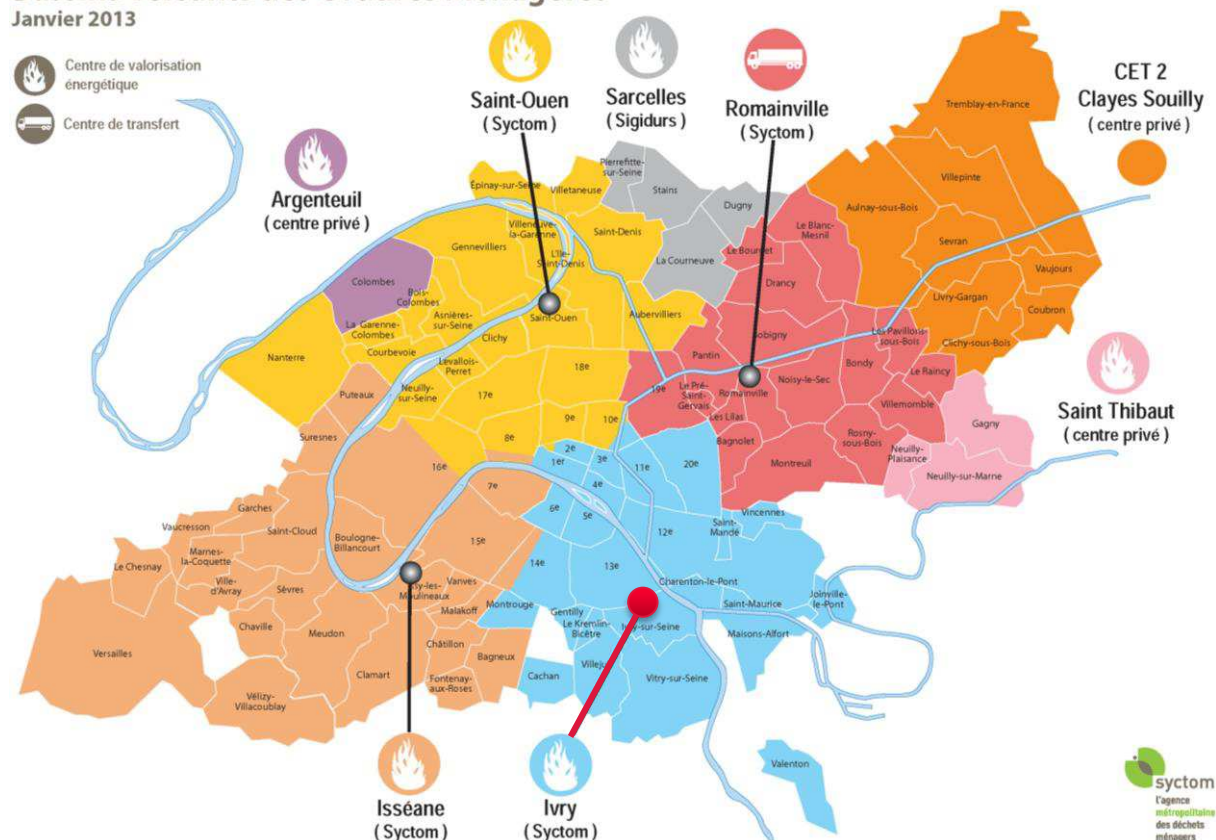 Janvier 2013
Centre de valorisation
énergétique
Centre de transfert
Saint-Ouen
( Syctom )
Sarcelles
( Sigidurs )
Romainville
( Syctom )
CET 2
Clayes Souilly
( centre privé )
Argenteuil
( centre privé )
Saint Thibaut
( centre privé )
Tremblay-en-France
Villepinte
Aulnay-sous-Bois
Sevran
Vaujours
Livry-Gargan
Coubron
Clichy-sous-Bois
Pierrefitte-
sur-Seine
Stains
Dugny
La Courneuve
Épinay-sur-Seine
Villetaneuse
Villeneuve-
la-Garenne
Saint-Denis
L'Ile-
Saint-Denis
Gennevilliers
Colombes
Bois-
Colombes
La Garenne-
Colombes
Asnières-
sur-Seine
Saint-Ouen
Aubervilliers
Clichy
Courbevoie
Nanterre
Levallois-
Perret
Neuilly-
sur-Seine
17e
18e
8e
9e
10e
Le Blanc-
Mesnil
Le Bourget
Drancy
Bobigny
Pantin
19e
Le Pré-
Saint-
Gervais
Romainville
Les Lilas
Noisy-le-Sec
Bondy
Les Pavillons-
sous-Bois
Le Raincy
Villemomble
Rosny-
sous-Bois
Bagnolet
Montreuil
Gagny
Neuilly-
Plaisance
Neuilly-sur-Marne
Puteaux
Suresnes
16e
7e
15e
Garches
Vaucresson
Saint-Cloud
Marnes-
la-Coquette
Le Chesnay
Ville-
d'Avray
Boulogne-
Billancourt
Sèvres
Chaville
Meudon
Versailles
Vélizy-
Villacoublay
Clamart
Vanves
Malakoff
Châtillon
Bagneux
Fontenay-
aux-Roses
1er
2e
3e
4e
11e
20e
6e
5e
12e
13e
14e
Saint-
Mandé
Vincennes
Charenton-le-Pont
Saint-Maurice
Joinville-
le-Pont
Maisons-Alfort
Montrouge
Gentilly
Le Kremlin-
Bicêtre
Cachan
Vitry-sur-Seine
Valenton
Isséane
( Syctom )
Ivry
( Syctom )
syctom
l'agence
métropolitaine
des déchets
ménagers